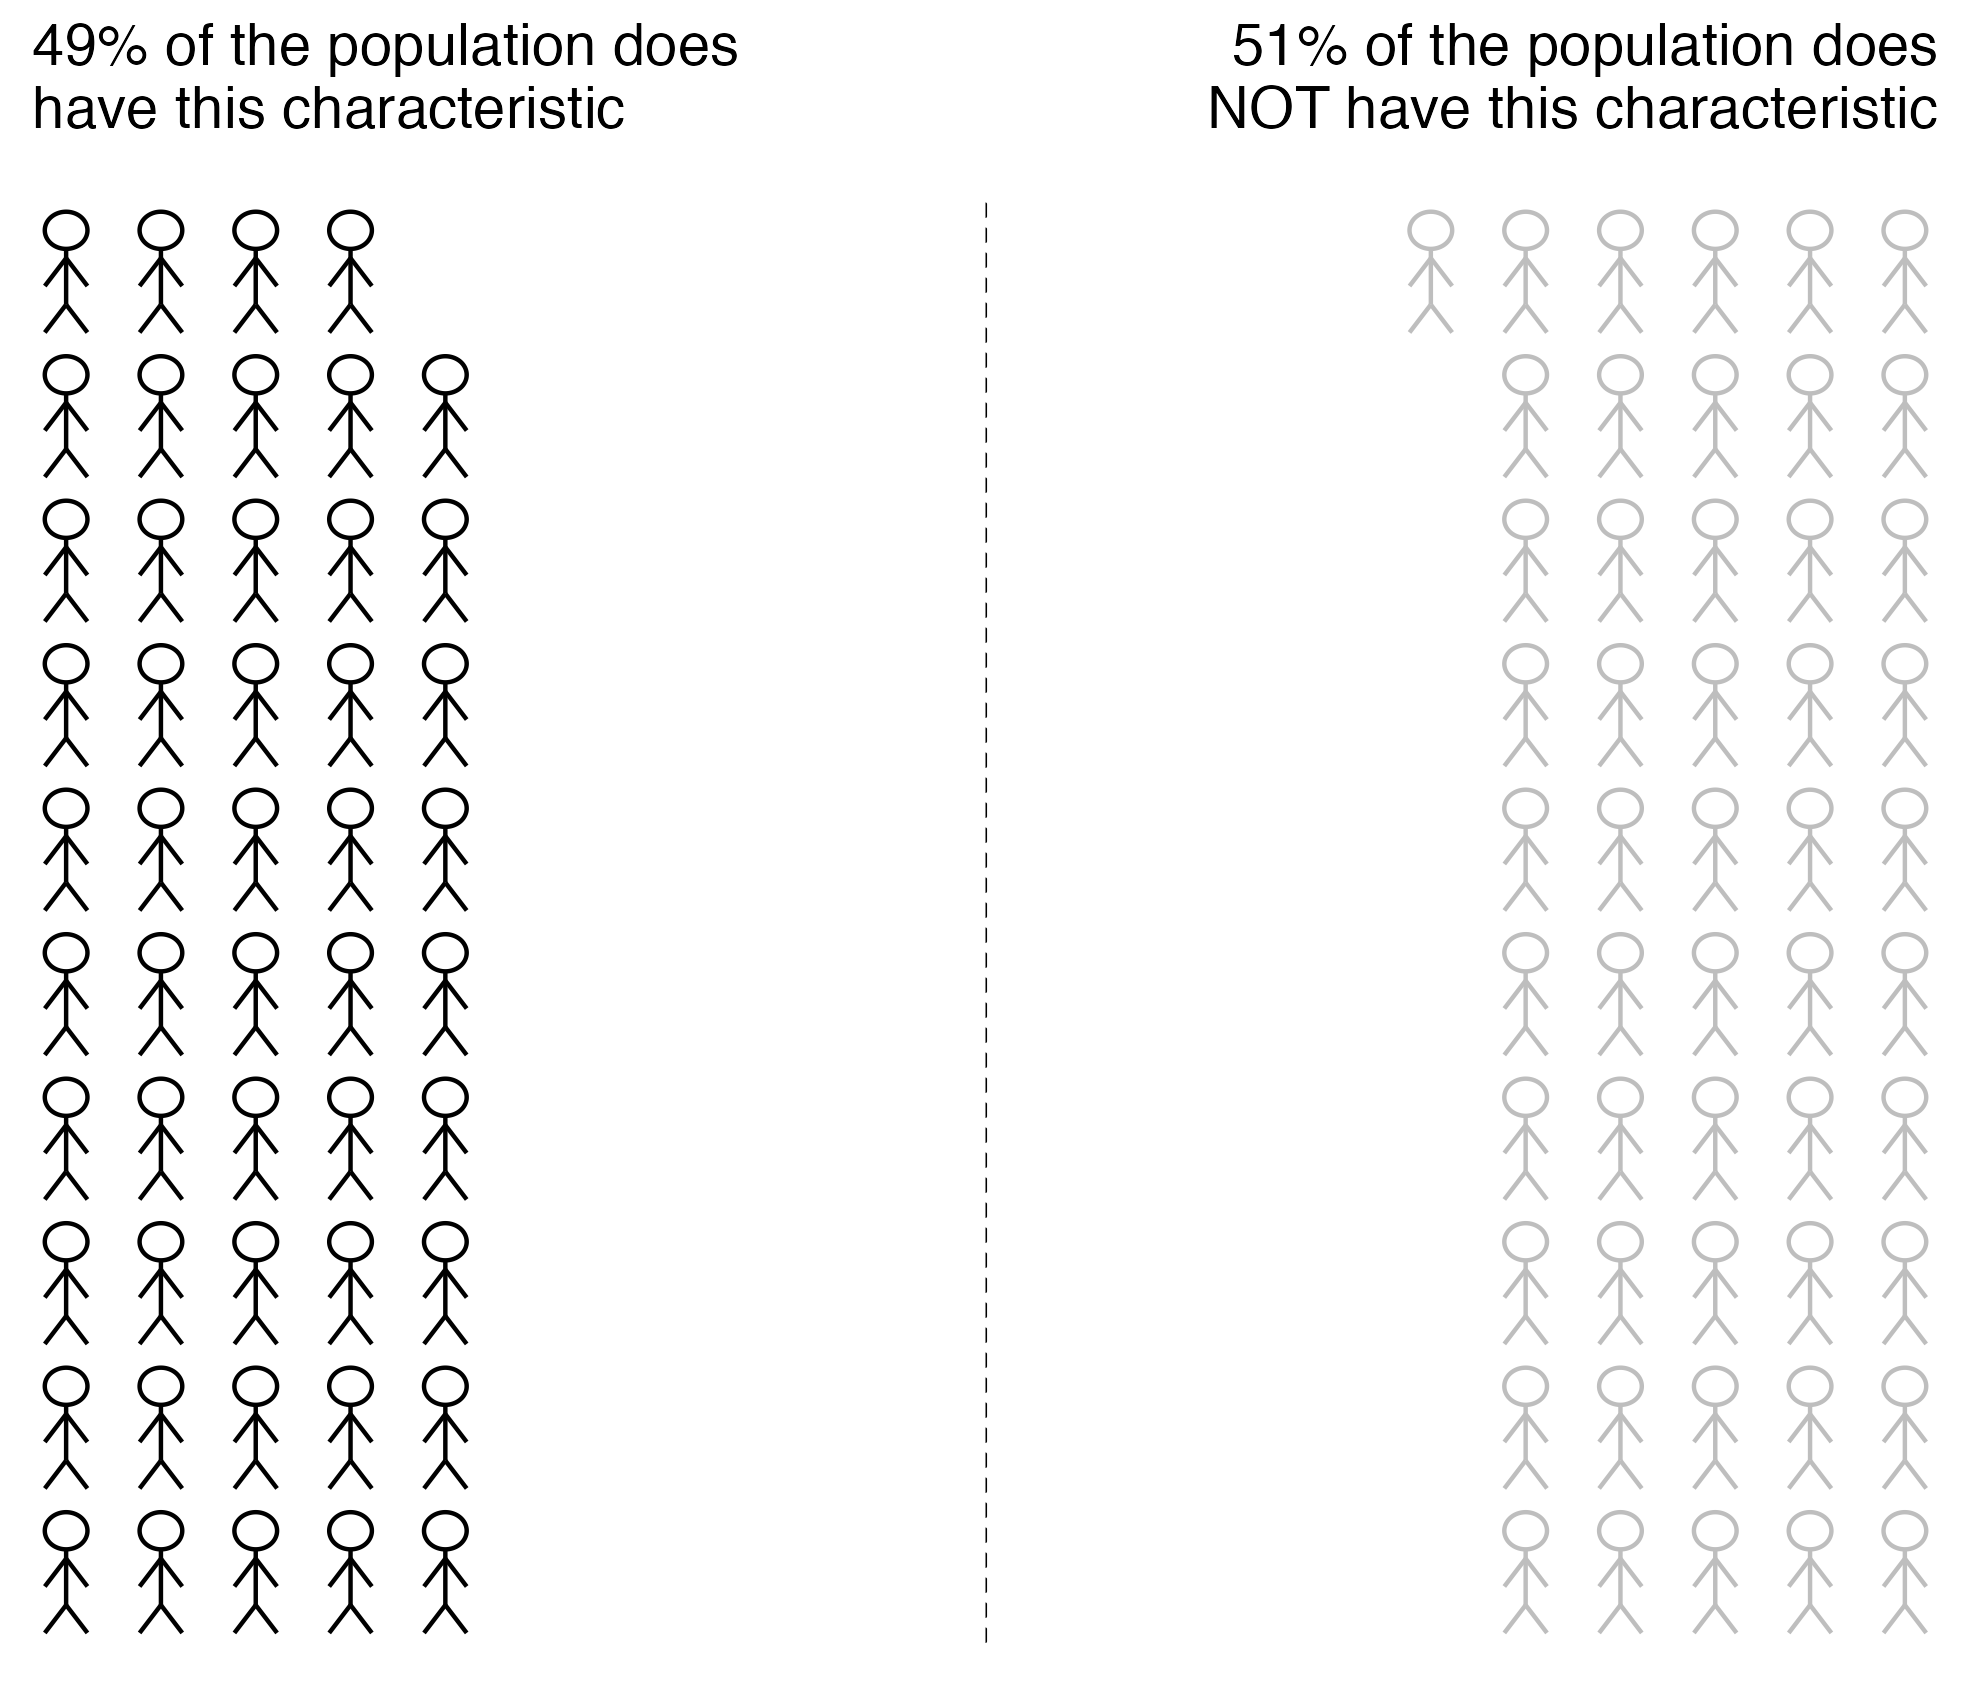 49% of the population does
have this characteristic
51% of the population does
NOT have this characteristic